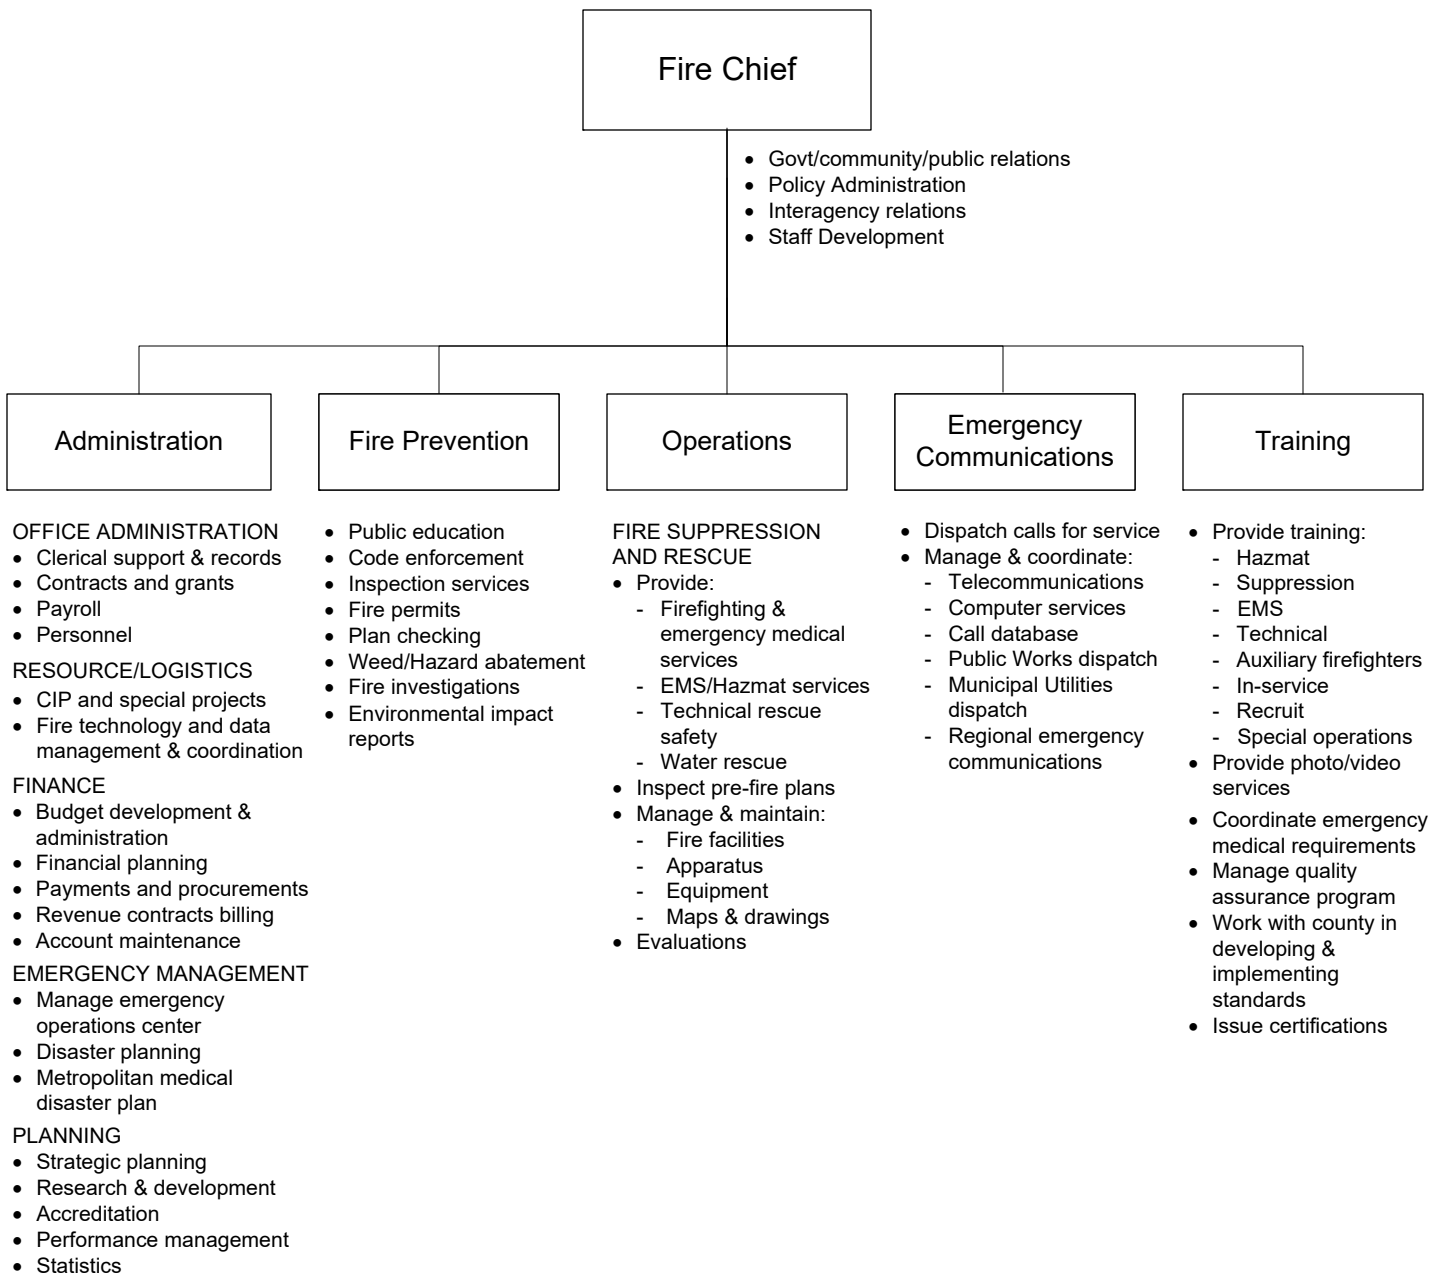 Fire Chief
• Govt/community/public relations
• Policy Administration
• Interagency relations
• Staff Development
Administration
OFFICE ADMINISTRATION
• Clerical support & records
• Contracts and grants
• Payroll
• Personnel
RESOURCE/LOGISTICS
• CIP and special projects
• Fire technology and data
management & coordination
FINANCE
• Budget development &
administration
• Financial planning
• Payments and procurements
• Revenue contracts billing
• Account maintenance
EMERGENCY MANAGEMENT
• Manage emergency
operations center
• Disaster planning
• Metropolitan medical
disaster plan
PLANNING
• Strategic planning
• Research & development
• Accreditation
• Performance management
• Statistics
Fire Prevention
• Public education
• Code enforcement
• Inspection services
• Fire permits
• Plan checking
• Weed/Hazard abatement
• Fire investigations
• Environmental impact
reports
Operations
FIRE SUPPRESSION
AND RESCUE
• Provide:
- Firefighting &
emergency medical
services
- EMS/Hazmat services
- Technical rescue
safety
- Water rescue
• Inspect pre-fire plans
• Manage & maintain:
- Fire facilities
- Apparatus
- Equipment
- Maps & drawings
• Evaluations
Emergency
Communications
• Dispatch calls for service
• Manage & coordinate:
- Telecommunications
- Computer services
- Call database
- Public Works dispatch
- Municipal Utilities
dispatch
- Regional emergency
communications
Training
• Provide training:
- Hazmat
- Suppression
- EMS
- Technical
- Auxiliary firefighters
- In-service
- Recruit
- Special operations
• Provide photo/video
services
• Coordinate emergency
medical requirements
• Manage quality
assurance program
• Work with county in
developing &
implementing
standards
• Issue certifications